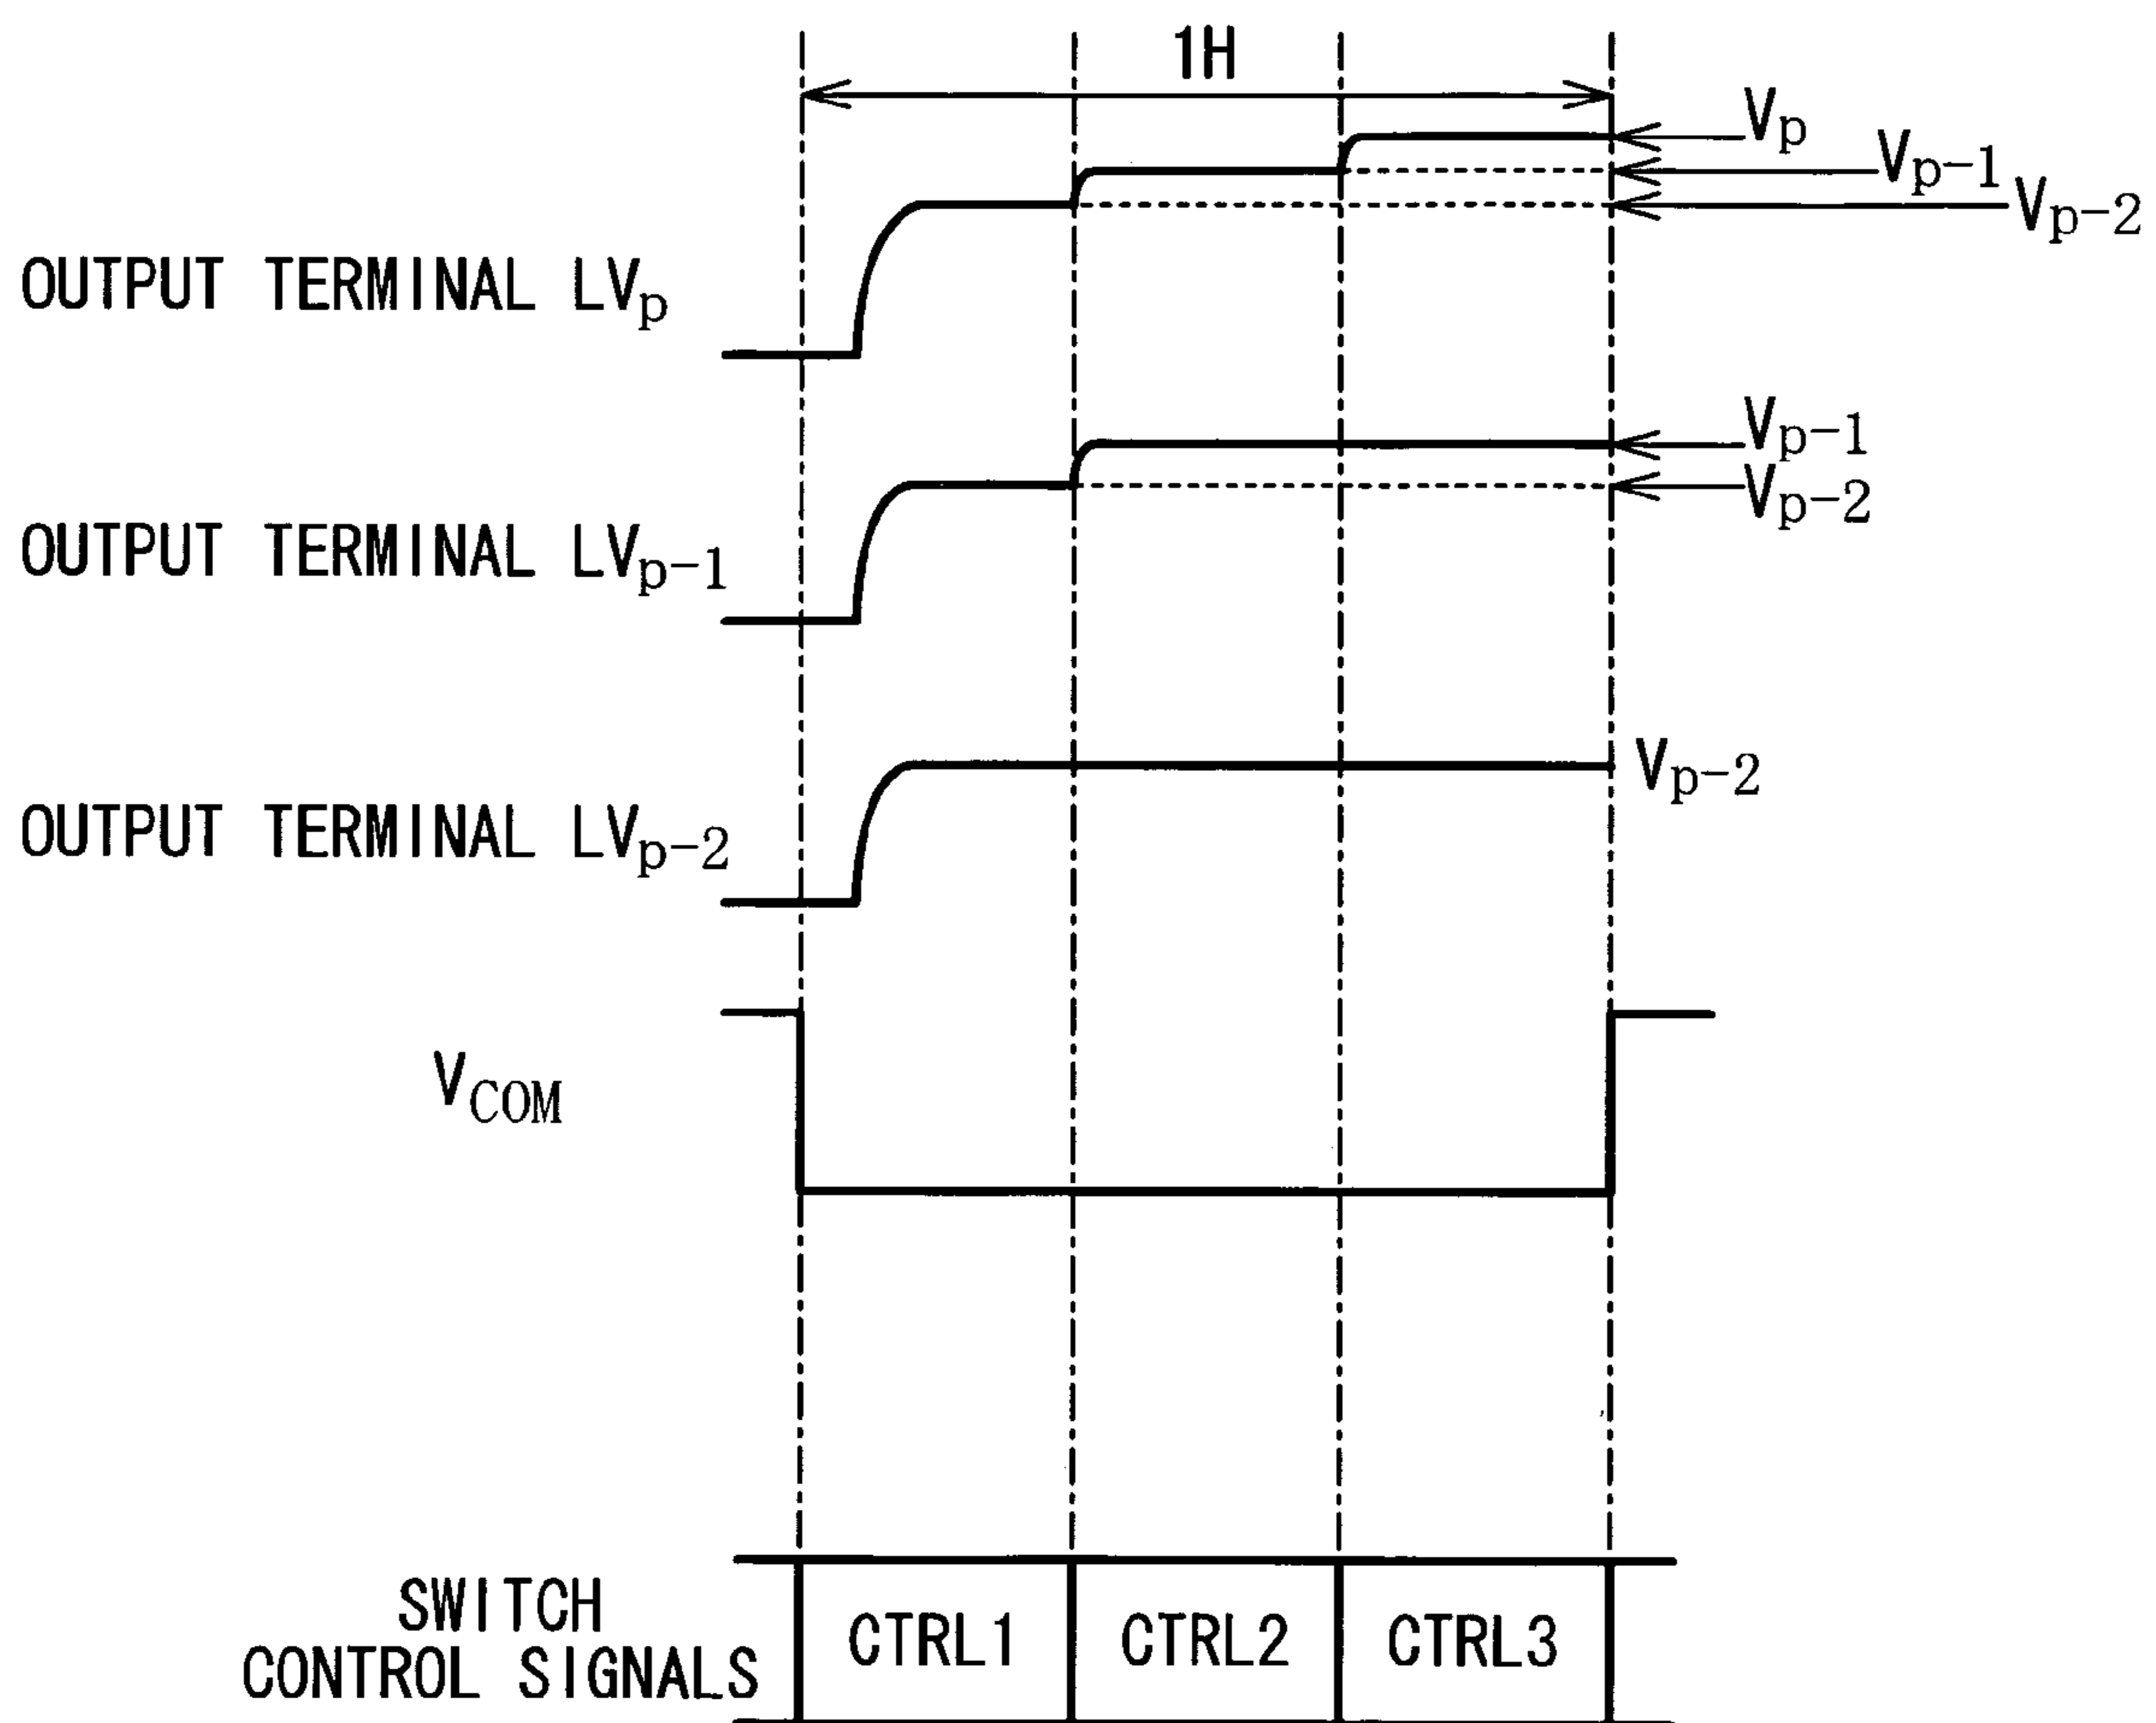 1H
Vp
Vp-1
Vp-2
OUTPUT TERMINAL LVp
Vp-1
Vp-2
OUTPUT TERMINAL LVp-1
Vp-2
OUTPUT TERMINAL LVp-2
VCOM
SWITCH
CONTROL SIGNALS
CTRL1 CTRL2 CTRL3